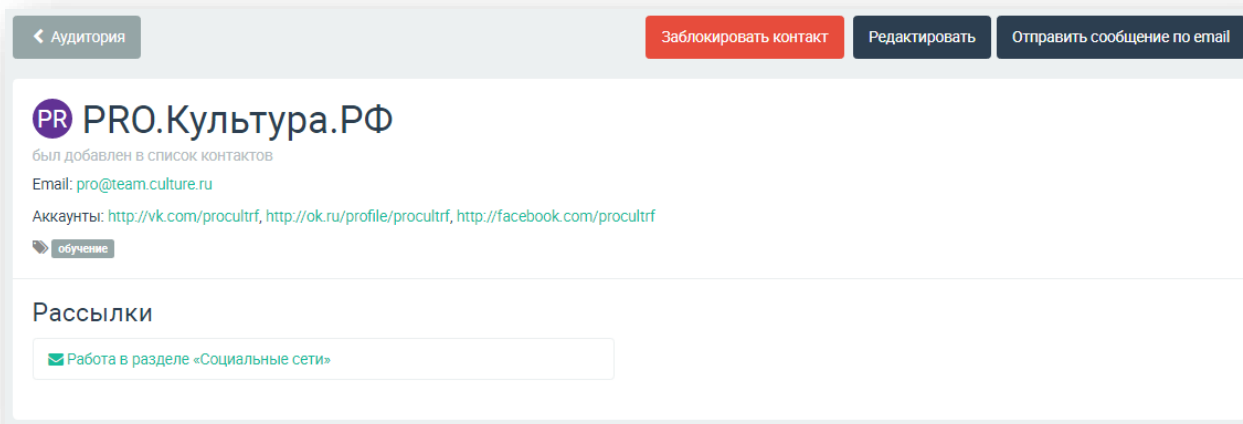 Аудитория
Заблокировать контакт
Редактировать
Отправить сообщение по email
PR PRO.Культура.РФ
был добавлен в список контактов
Email: pro@team.culture.ru
Аккаунты: http://vk.com/procultrf, http://ok.ru/profile/procultrf, http://facebook.com/procultrf
обучение
Рассылки
Работа в разделе «Социальные сети»